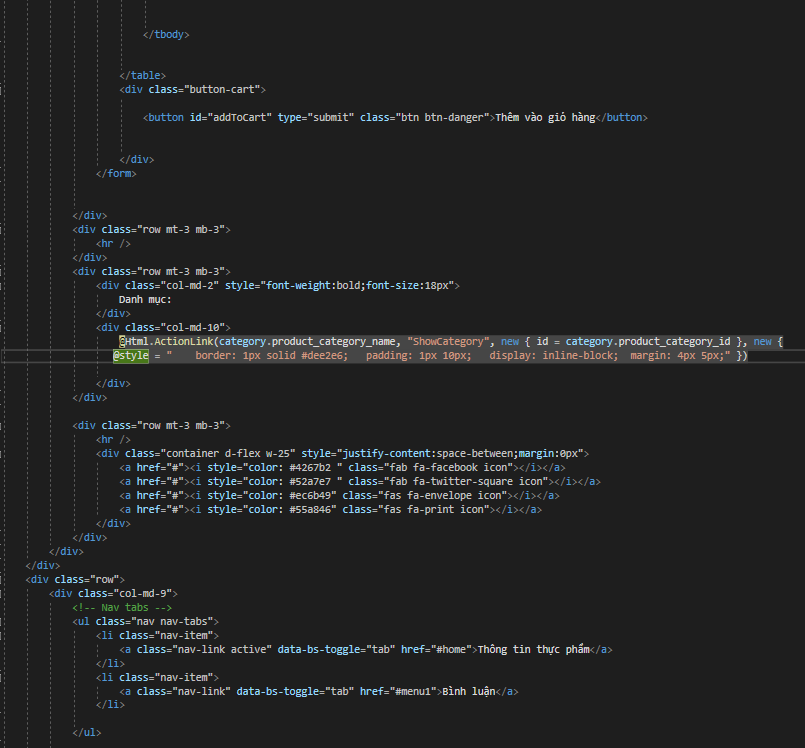 </tbody>
</table>
<div class="button-cart">
<button id="addToCart" type="submit" class="btn btn-danger">Thêm vào giỏ hàng</button>
</div>
</form>
</div>
<div class="row mt-3 mb-3">
<hr />
</div>
<div class="row mt-3 mb-3">
<div class="col-md-2" style="font-weight:bold;font-size:18px">
Danh mục:
</div>
<div class="col-md-10">
@Html.ActionLink(category.product_category_name, "ShowCategory", new { id = category.product_category_id }, new {
@style = "    border: 1px solid #dee2e6;   padding: 1px 10px;   display: inline-block;  margin: 4px 5px;" })
</div>
</div>
<div class="row mt-3 mb-3">
<hr />
<div class="container d-flex w-25" style="justify-content:space-between;margin:0px">
<a href="#"><i style="color: #4267b2 " class="fab fa-facebook icon"></i></a>
<a href="#"><i style="color: #52a7e7 " class="fab fa-twitter-square icon"></i></a>
<a href="#"><i style="color: #ec6b49" class="fas fa-envelope icon"></i></a>
<a href="#"><i style="color: #55a846" class="fas fa-print icon"></i></a>
</div>
</div>
</div>
</div>
<div class="row">
<div class="col-md-9">
<!-- Nav tabs -->
<ul class="nav nav-tabs">
<li class="nav-item">
<a class="nav-link active" data-bs-toggle="tab" href="#home">Thông tin thực phẩm</a>
</li>
<li class="nav-item">
<a class="nav-link" data-bs-toggle="tab" href="#menu1">Bình luận</a>
</li>
</ul>